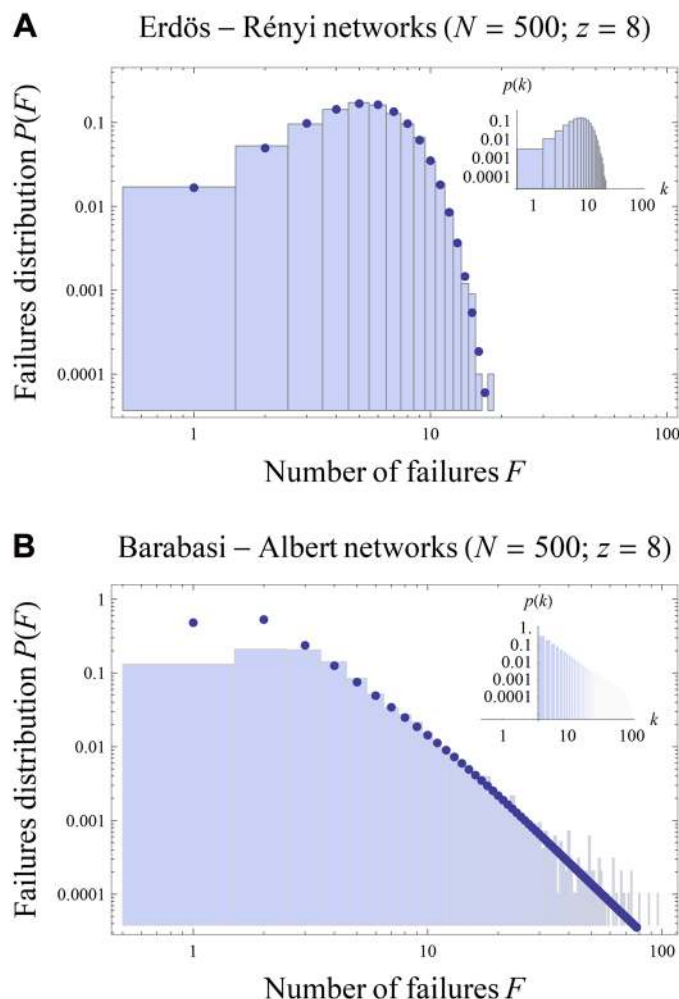 A
Erdös – Rényi networks (N = 500; z = 8)
Failures distribution P(F)
0.1
0.01
0.001
0.0001
1
10
100
Number of failures F
p(k)
0.1
0.01
0.001
0.0001
1
10
100
k
B
Barabasi – Albert networks (N = 500; z = 8)
Failures distribution P(F)
1
0.1
0.01
0.001
0.0001
1
10
100
Number of failures F
p(k)
1.
0.1
0.01
0.001
0.0001
1
10
100
k